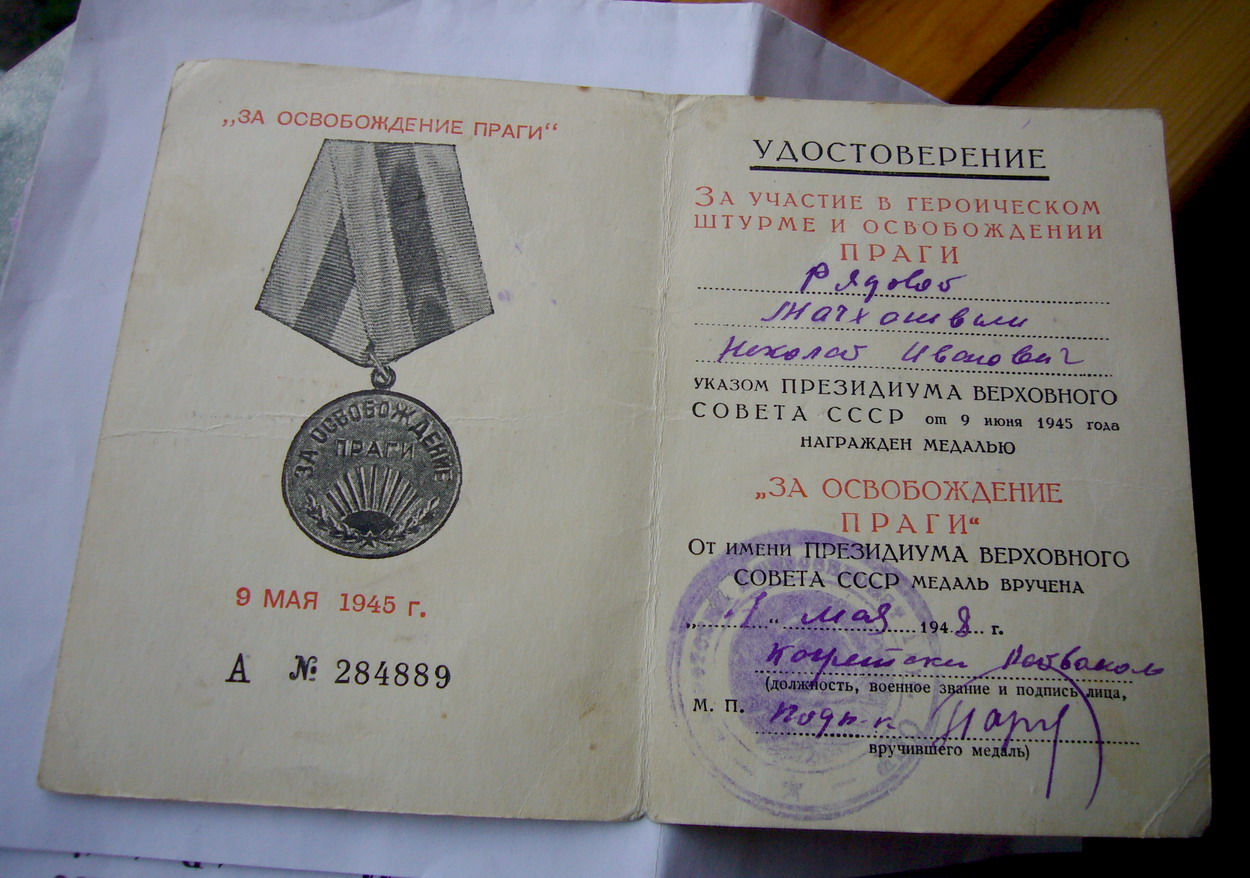 „ЗА ОСВОБОЖДЕНИЕ ПРАГИ“
ЗА ОСВОБОЖДЕНИЕ
ПРАГИ
9 МАЯ 1945 г.
А № 284889
УДОСТОВЕРЕНИЕ
ЗА УЧАСТИЕ В ГЕРОИЧЕСКОМ
ШТУРМЕ И ОСВОБОЖДЕНИИ
ПРАГИ
Рядовой
Николай Иванович
УКАЗОМ ПРЕЗИДИУМА ВЕРХОВНОГО
СОВЕТА СССР от 9 июня 1945 года
НАГРАЖДЕН МЕДАЛЬЮ
„ЗА ОСВОБОЖДЕНИЕ
ПРАГИ“
ОТ ИМЕНИ ПРЕЗИДИУМА ВЕРХОВНОГО
СОВЕТА СССР МЕДАЛЬ ВРУЧЕНА
мая 1948 г.
(должность, военное звание и подпись лица,
М. П.
вручившего медаль)